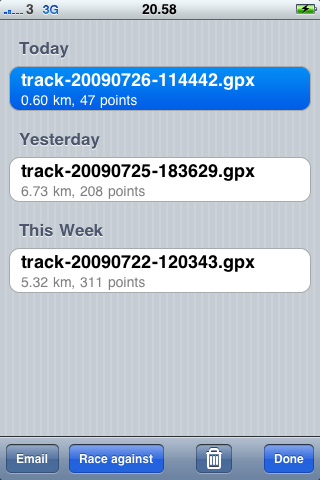 3 3G 20.58
Today
track-20090726-114442.gpx
0.60 km, 47 points
Yesterday
track-20090725-183629.gpx
6.73 km, 208 points
This Week
track-20090722-120343.gpx
5.32 km, 311 points
Email Race against Done